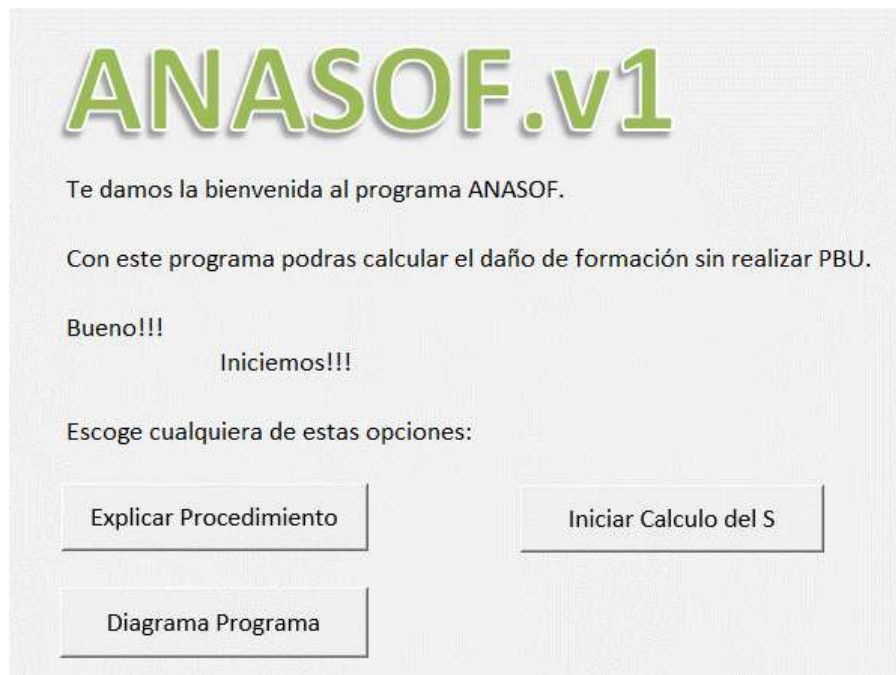 ANASOF.v1
Te damos la bienvenida al programa ANASOF.
Con este programa podras calcular el daño de formación sin realizar PBU.
Bueno!!!
Iniciemos!!!
Escoge cualquiera de estas opciones:
Explicar Procedimiento
Iniciar Calculo del S
Diagrama Programa